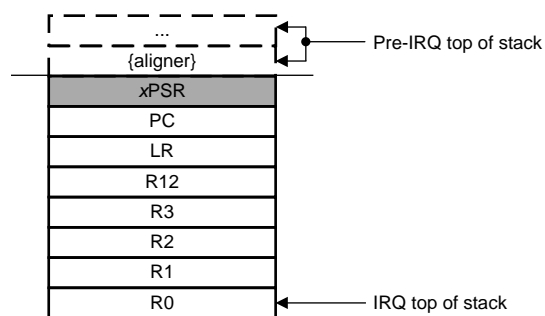 ...
Pre-IRQ top of stack
{aligner}
xPSR
PC
LR
R12
R3
R2
R1
R0
IRQ top of stack